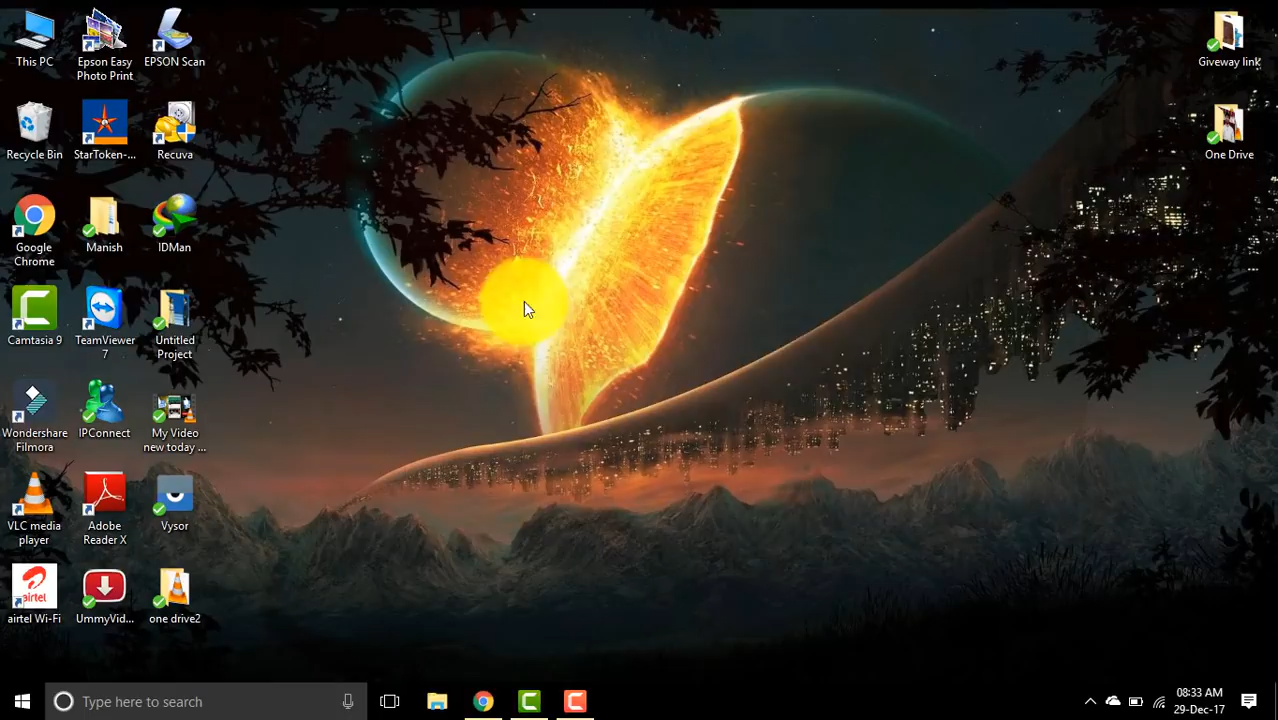 This PC
Epson Easy
Photo Print
EPSON Scan
Recycle Bin
StarToken-...
Recuva
Google
Chrome
Manish
IDMan
Camtasia 9
TeamViewer
7
Untitled
Project
Wondershare
Filmora
IPConnect
My Video
new today ...
VLC media
player
Adobe
Reader X
Vysor
airtel
airtel Wi-Fi
UmmyVid...
one drive2
Giveway link
One Drive
Type here to search
08:33 AM
29-Dec-17